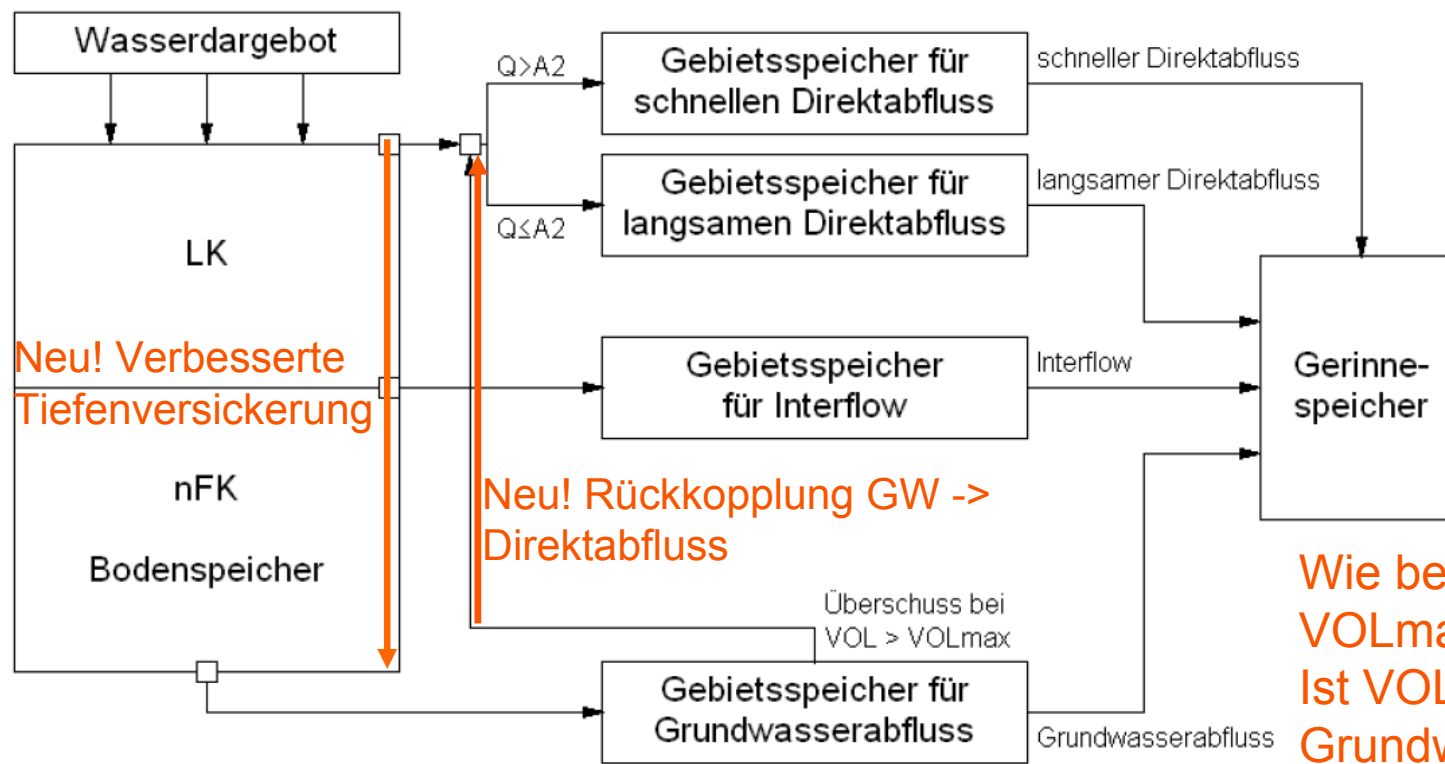 Wasserdargebot
Q>A2
Gebietsspeicher für
schnellen Direktabfluss
schneller Direktabfluss
Gebietsspeicher für
langsamen Direktabfluss
langsamer Direktabfluss
Q≤A2
LK
Neu! Verbesserte
Tiefenversickerung
Gebietsspeicher
für Interflow
Interflow
Gerinne-
speicher
nFK
Bodenspeicher
Neu! Rückkopplung GW ->
Direktabfluss
Überschuss bei
VOL > VOLmax
Gebietsspeicher für
Grundwasserabfluss
Grundwasserabfluss
Wie be
VOLma
Ist VOL
Grundw